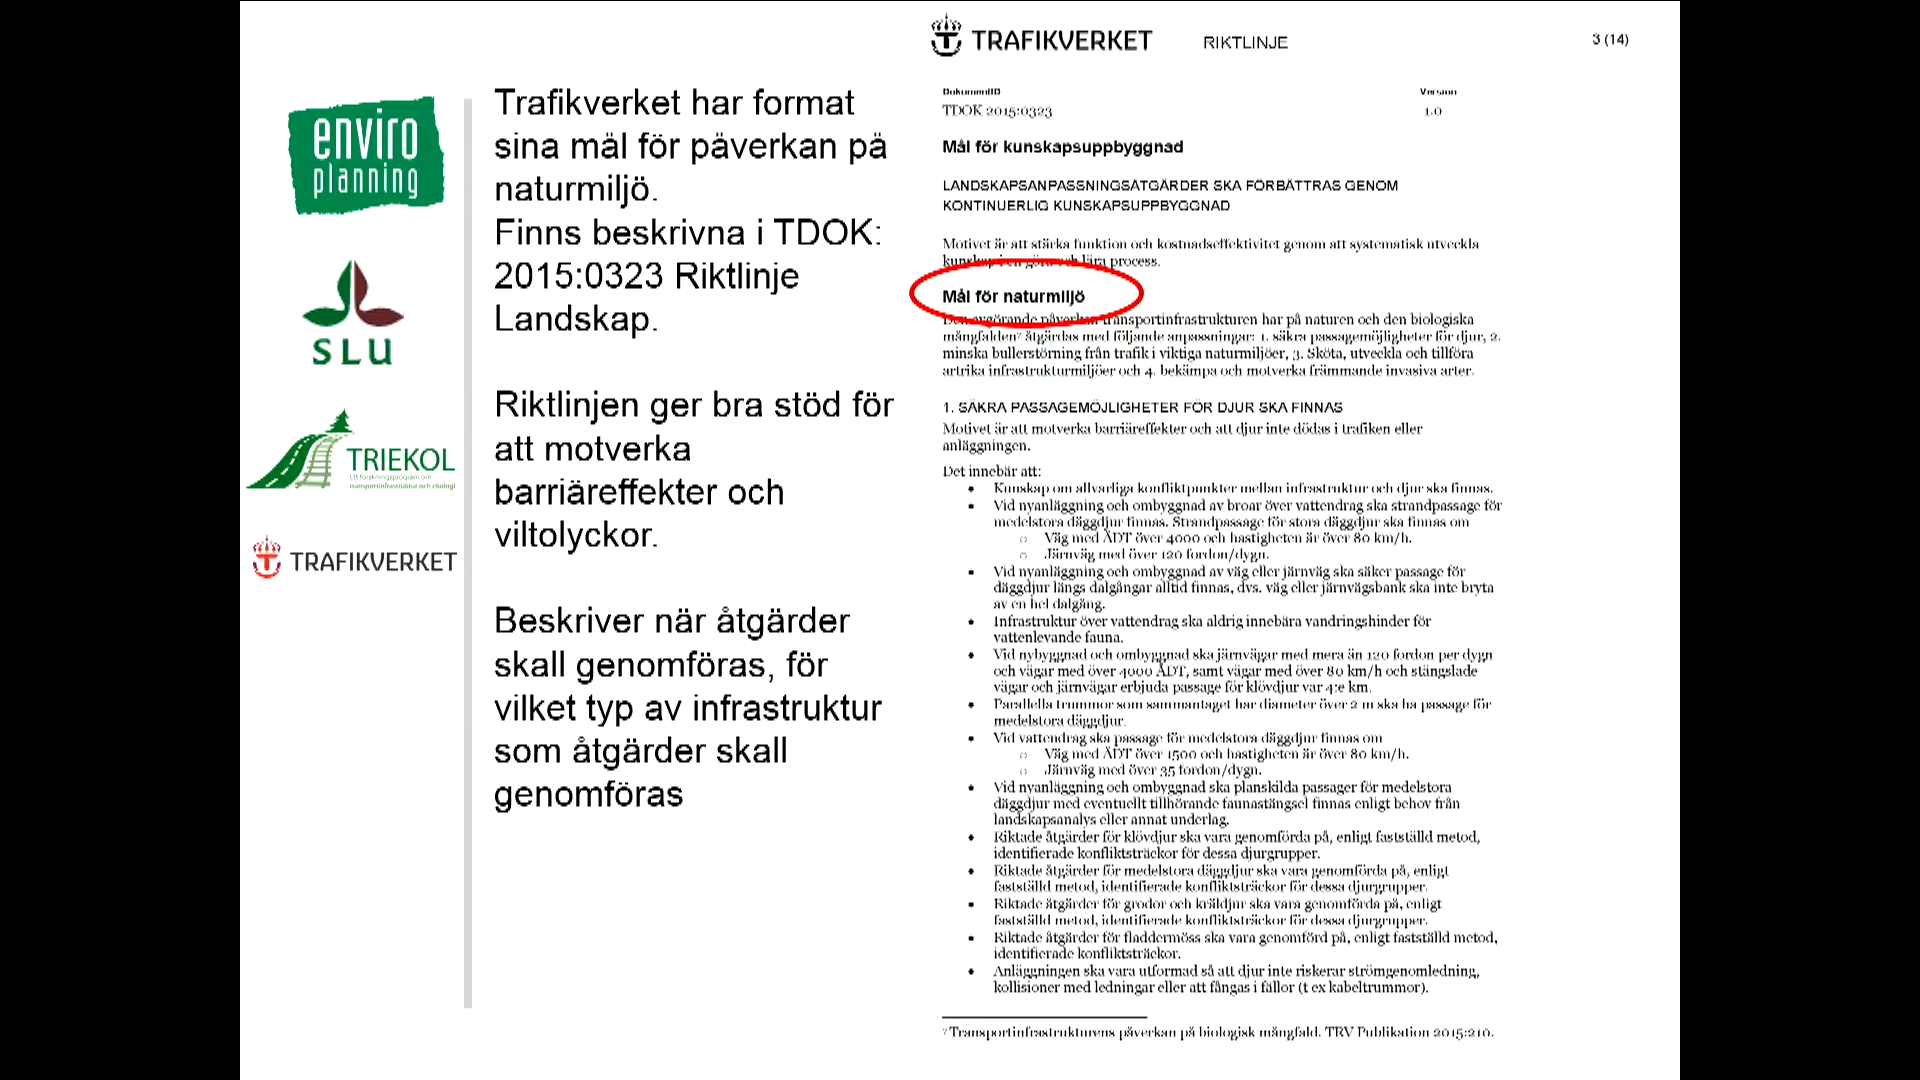 enviro
planning
SLU
TRIEKOL
Ett forskningsprogram om
transportinfrastruktur och ekologi
TRAFIKVERKET
Trafikverket har format
sina mål för påverkan på
naturmiljö.
Finns beskrivna i TDOK:
2015:0323 Riktlinje
Landskap.
Riktlinjen ger bra stöd för
att motverka
barriäreffekter och
viltolyckor.
Beskriver när åtgärder
skall genomföras, för
vilket typ av infrastruktur
som åtgärder skall
genomföras
TRAFIKVERKET
RIKTLINJE
3 (14)
DokumentID
Version
TDOK 2015:0323
1.0
Mål för kunskapsuppbyggnad
LANDSKAPSANPASSNINGSÅTGÄRDER SKA FÖRBÄTTRAS GENOM
KONTINUERLIG KUNSKAPSUPPBYGGNAD
Motivet är att stärka funktion och kostnadseffektivitet genom att systematisk utveckla
kunskap i en göra och lära process.
Mål för naturmiljö
Den avgörande påverkan transportinfrastrukturen har på naturen och den biologiska
mångfalden⁷ åtgärdas med följande anpassningar: 1. säkra passagemöjligheter för djur, 2.
minska bullerstörning från trafik i viktiga naturmiljöer, 3. Sköta, utveckla och tillföra
artrika infrastrukturmiljöer och 4. bekämpa och motverka främmande invasiva arter.
1. SÄKRA PASSAGEMÖJLIGHETER FÖR DJUR SKA FINNAS
Motivet är att motverka barriäreffekter och att djur inte dödas i trafiken eller
anläggningen.
Det innebär att:
• Kunskap om allvarliga konfliktpunkter mellan infrastruktur och djur ska finnas.
• Vid nyanläggning och ombyggnad av broar över vattendrag ska strandpassage för
medelstora däggdjur finnas. Strandpassage för stora däggdjur ska finnas om
○ Väg med ÅDT över 4000 och hastigheten är över 80 km/h.
○ Järnväg med över 120 fordon/dygn.
• Vid nyanläggning och ombyggnad av väg eller järnväg ska säker passage för
däggdjur längs dalgångar alltid finnas, dvs. väg eller järnvägsbank ska inte bryta
av en hel dalgång.
• Infrastruktur över vattendrag ska aldrig innebära vandringshinder för
vattenlevande fauna.
• Vid nybyggnad och ombyggnad ska järnvägar med mera än 120 fordon per dygn
och vägar med över 4000 ÅDT, samt vägar med över 80 km/h och stängslade
vägar och järnvägar erbjuda passage för klövdjur var 4:e km.
• Parallella trummor som sammantaget har diameter över 2 m ska ha passage för
medelstora däggdjur.
• Vid vattendrag ska passage för medelstora däggdjur finnas om
○ Väg med ÅDT över 1500 och hastigheten är över 80 km/h.
○ Järnväg med över 35 fordon/dygn.
• Vid nyanläggning och ombyggnad ska planskilda passager för medelstora
däggdjur med eventuellt tillhörande faunastängsel finnas enligt behov från
landskapsanalys eller annat underlag.
• Riktade åtgärder för klövdjur ska vara genomförda på, enligt fastställd metod,
identifierade konfliktsträckor för dessa djurgrupper.
• Riktade åtgärder för medelstora däggdjur ska vara genomförda på, enligt
fastställd metod, identifierade konfliktsträckor för dessa djurgrupper.
• Riktade åtgärder för grodor och kräldjur ska vara genomförda på, enligt
fastställd metod, identifierade konfliktsträckor för dessa djurgrupper.
• Riktade åtgärder för fladdermöss ska vara genomförd på, enligt fastställd metod,
identifierade konfliktsträckor.
• Anläggningen ska vara utformad så att djur inte riskerar strömgenomledning,
kollisioner med ledningar eller att fångas i fällor (t ex kabeltrummor).
⁷ Transportinfrastrukturens påverkan på biologisk mångfald. TRV Publikation 2015:210.